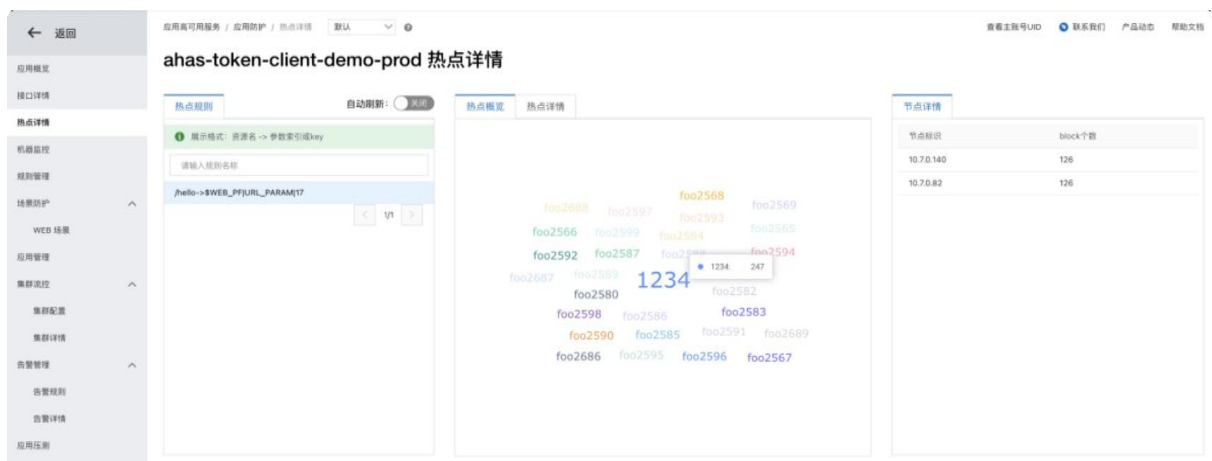 返回
应用概览
接口详情
热点详情
机器监控
规则管理
场景防护
WEB 场景
应用管理
集群流控
集群配置
集群详情
告警管理
告警规则
告警详情
应用压测
应用高可用服务 / 应用防护 / 热点详情 默认
查看主账号UID 联系我们 产品动态 帮助文档
ahas-token-client-demo-prod 热点详情
热点规则 自动刷新: 关闭
展示格式: 资源名 -> 参数索引或key
请输入规则名称
/hello->$WEB_PF|URL_PARAM|17
1/1
热点概览 热点详情
foo2568
foo2688 foo2597 foo2593 foo2569
foo2566 foo2599 foo2584 foo2565
foo2592 foo2587 foo2594
1234: 247
foo2687 foo2589 1234 foo2582
foo2580
foo2598 foo2586 foo2583
foo2590 foo2585 foo2591 foo2689
foo2686 foo2595 foo2596 foo2567
节点详情
节点标识 block个数
10.7.0.140 126
10.7.0.82 126